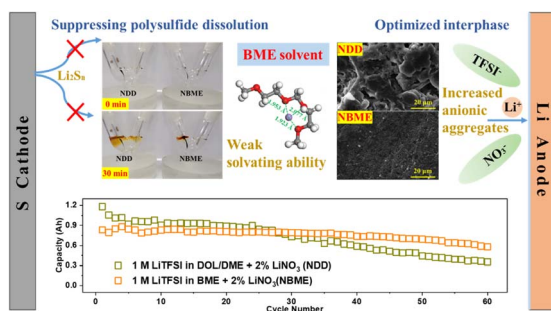 Suppressing polysulfide dissolution
Optimized interphase
S Cathode
Li₂S₈
NDD
NBME
0 min
NDD
NBME
30 min
BME solvent
Weak
solvating ability
NDD
20 μm
NBME
20 μm
TFSI⁻
Increased
anionic
aggregates
Li⁺
NO₃⁻
Li Anode
Capacity (Ah)
1.2
0.9
0.6
0.3
0.0
1 M LiTFSI in DOL/DME + 2% LiNO₃ (NDD)
1 M LiTFSI in BME + 2% LiNO₃(NBME)
0 10 20 30 40 50 60
Cycle Number